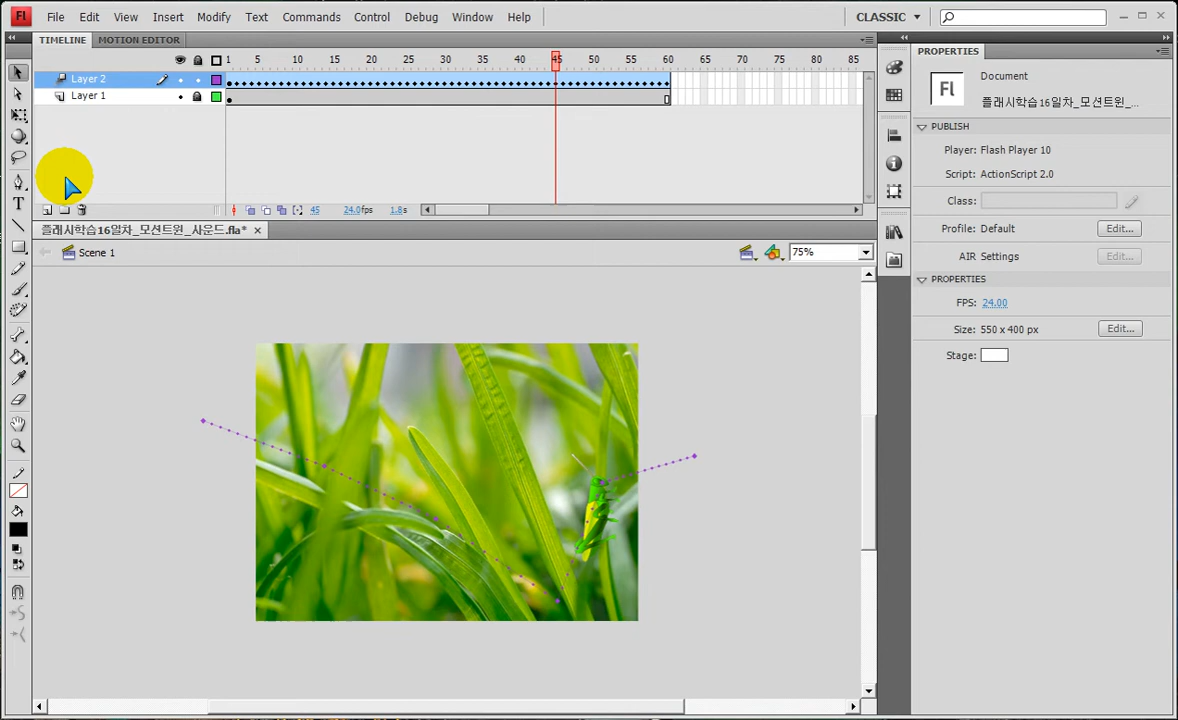 Fl File Edit View Insert Modify Text Commands Control Debug Window Help CLASSIC
TIMELINE MOTION EDITOR
PROPERTIES
1 5 10 15 20 25 30 35 40 45 50 55 60 65 70 75 80 85
Layer 2
Layer 1
Fl
Document
플래시학습16일차_모션트윈_...
PUBLISH
Player: Flash Player 10
Script: ActionScript 2.0
Class:
45 24.0fps 1.8s
플래시학습16일차_모션트윈_사운드.fla*
Profile: Default Edit...
Scene 1 75%
AIR Settings Edit...
PROPERTIES
FPS: 24.00
Size: 550 x 400 px Edit...
Stage:
T